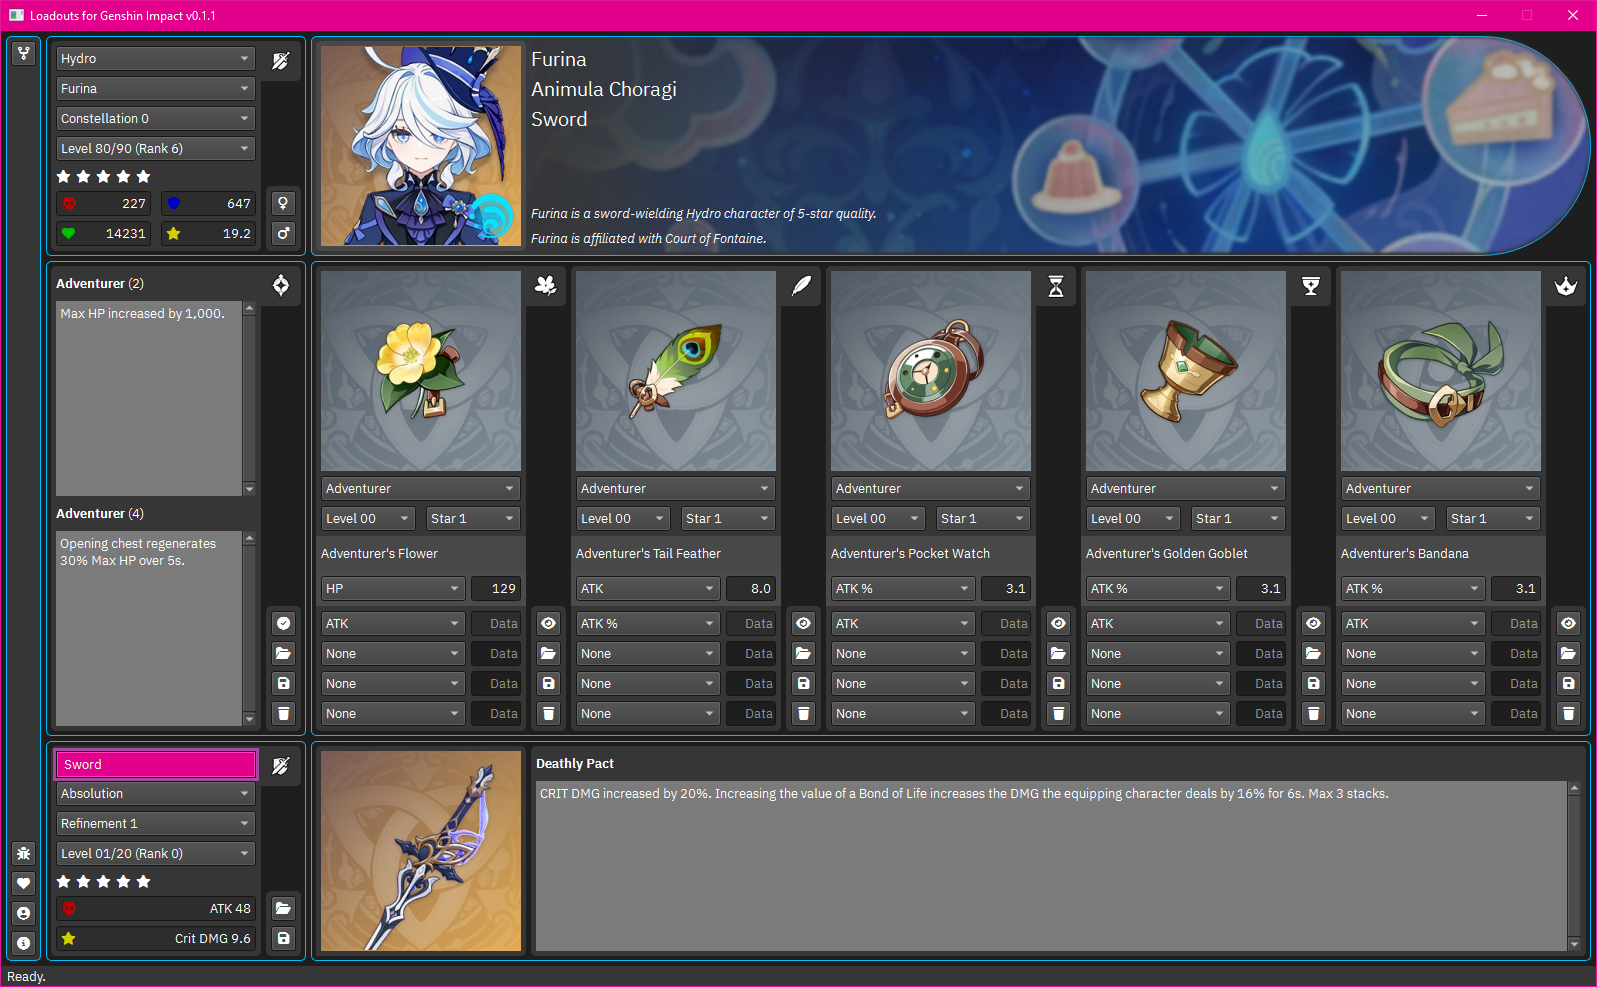 Loadouts for Genshin Impact v0.1.1
Hydro
Furina
Constellation 0
Level 80/90 (Rank 6)
227
647
14231
19.2
Furina
Animula Choragi
Sword
Furina is a sword-wielding Hydro character of 5-star quality.
Furina is affiliated with Court of Fontaine.
Adventurer (2)
Max HP increased by 1,000.
Adventurer (4)
Opening chest regenerates
30% Max HP over 5s.
Adventurer
Level 00
Star 1
Adventurer's Flower
HP
129
ATK
Data
None
Data
None
Data
None
Data
Adventurer
Level 00
Star 1
Adventurer's Tail Feather
ATK
8.0
ATK %
Data
None
Data
None
Data
None
Data
Adventurer
Level 00
Star 1
Adventurer's Pocket Watch
ATK %
3.1
ATK
Data
None
Data
None
Data
None
Data
Adventurer
Level 00
Star 1
Adventurer's Golden Goblet
ATK %
3.1
ATK
Data
None
Data
None
Data
None
Data
Adventurer
Level 00
Star 1
Adventurer's Bandana
ATK %
3.1
ATK
Data
None
Data
None
Data
None
Data
Sword
Absolution
Refinement 1
Level 01/20 (Rank 0)
ATK 48
Crit DMG 9.6
Deathly Pact
CRIT DMG increased by 20%. Increasing the value of a Bond of Life increases the DMG the equipping character deals by 16% for 6s. Max 3 stacks.
Ready.